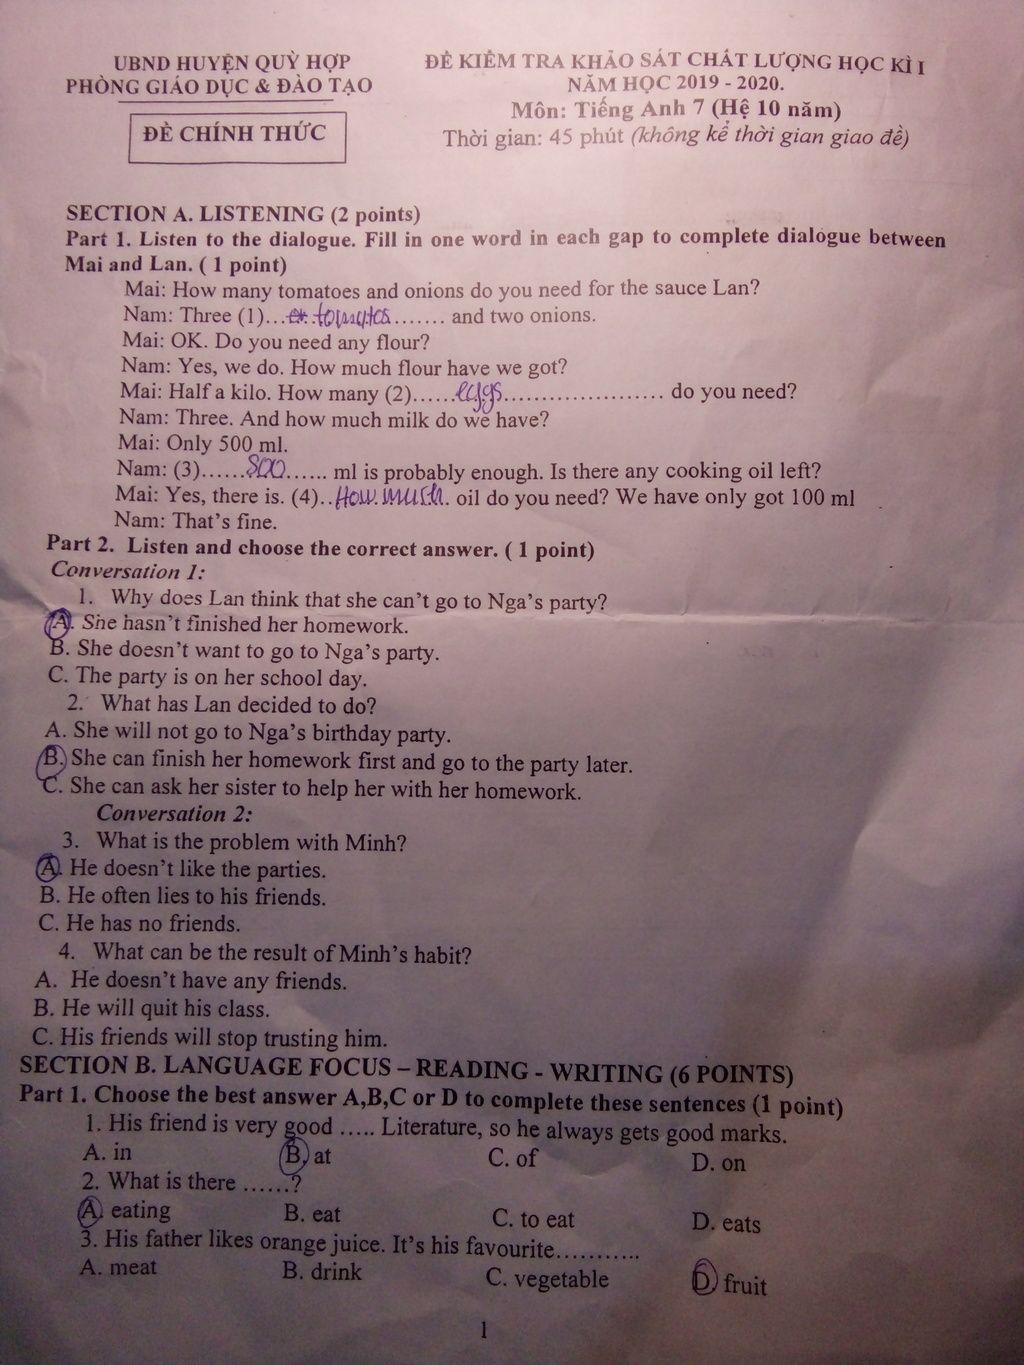 UBND HUYỆN QUỲ HỢP
PHÒNG GIÁO DỤC & ĐÀO TẠO
ĐỀ CHÍNH THỨC
ĐỀ KIỂM TRA KHẢO SÁT CHẤT LƯỢNG HỌC KÌ I
NĂM HỌC 2019 - 2020.
Môn: Tiếng Anh 7 (Hệ 10 năm)
Thời gian: 45 phút (không kể thời gian giao đề)
SECTION A. LISTENING (2 points)
Part 1. Listen to the dialogue. Fill in one word in each gap to complete dialogue between
Mai and Lan. ( 1 point)
Mai: How many tomatoes and onions do you need for the sauce Lan?
Nam: Three (1)........... and two onions.
Mai: OK. Do you need any flour?
Nam: Yes, we do. How much flour have we got?
Mai: Half a kilo. How many (2)......eggs...................... do you need?
Nam: Three. And how much milk do we have?
Mai: Only 500 ml.
Nam: (3)......300...... ml is probably enough. Is there any cooking oil left?
Mai: Yes, there is. (4)..How much. oil do you need? We have only got 100 ml
Nam: That's fine.
Part 2. Listen and choose the correct answer. ( 1 point)
Conversation 1:
1. Why does Lan think that she can't go to Nga's party?
A. She hasn't finished her homework.
B. She doesn't want to go to Nga's party.
C. The party is on her school day.
2. What has Lan decided to do?
A. She will not go to Nga's birthday party.
B. She can finish her homework first and go to the party later.
C. She can ask her sister to help her with her homework.
Conversation 2:
3. What is the problem with Minh?
A. He doesn't like the parties.
B. He often lies to his friends.
C. He has no friends.
4. What can be the result of Minh's habit?
A. He doesn't have any friends.
B. He will quit his class.
C. His friends will stop trusting him.
SECTION B. LANGUAGE FOCUS – READING - WRITING (6 POINTS)
Part 1. Choose the best answer A,B,C or D to complete these sentences (1 point)
1. His friend is very good ..... Literature, so he always gets good marks.
A. in B. at C. of D. on
2. What is there ......?
A. eating B. eat C. to eat D. eats
3. His father likes orange juice. It's his favourite...........
A. meat B. drink C. vegetable D. fruit
1